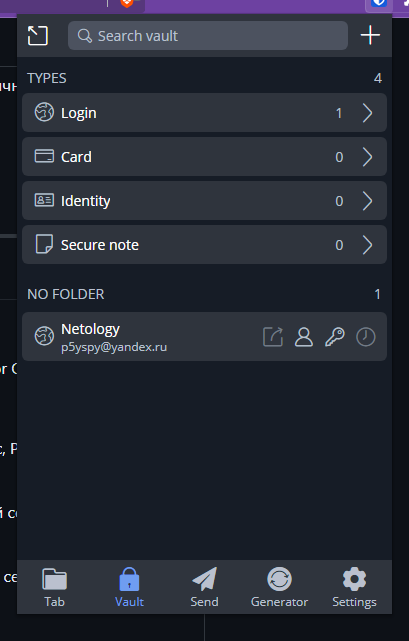 Search vault
TYPES 4
Login 1
Card 0
Identity 0
Secure note 0
NO FOLDER 1
Netology
p5yspy@yandex.ru
Tab Vault Send Generator Settings